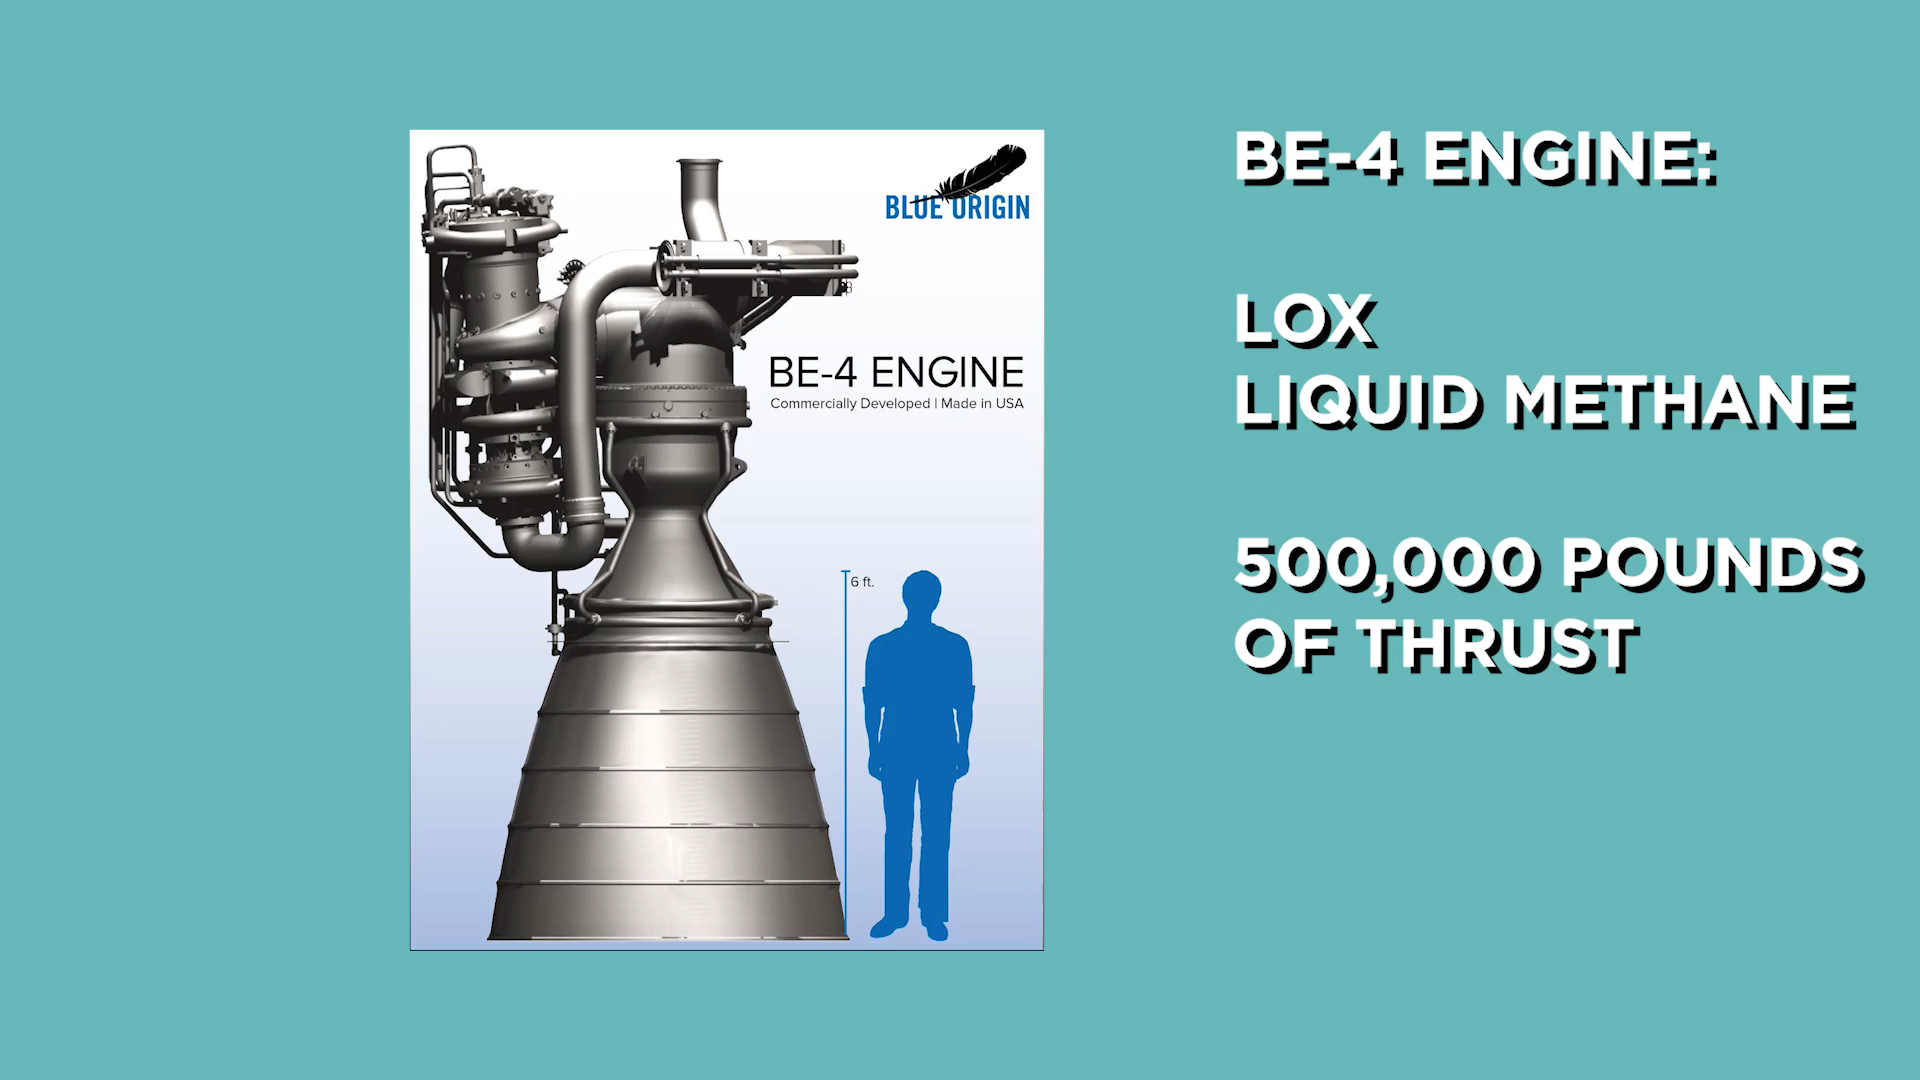 BLUE ORIGIN
BE-4 ENGINE
Commercially Developed | Made in USA
6 ft.
BE-4 ENGINE:
LOX
LIQUID METHANE
500,000 POUNDS
OF THRUST